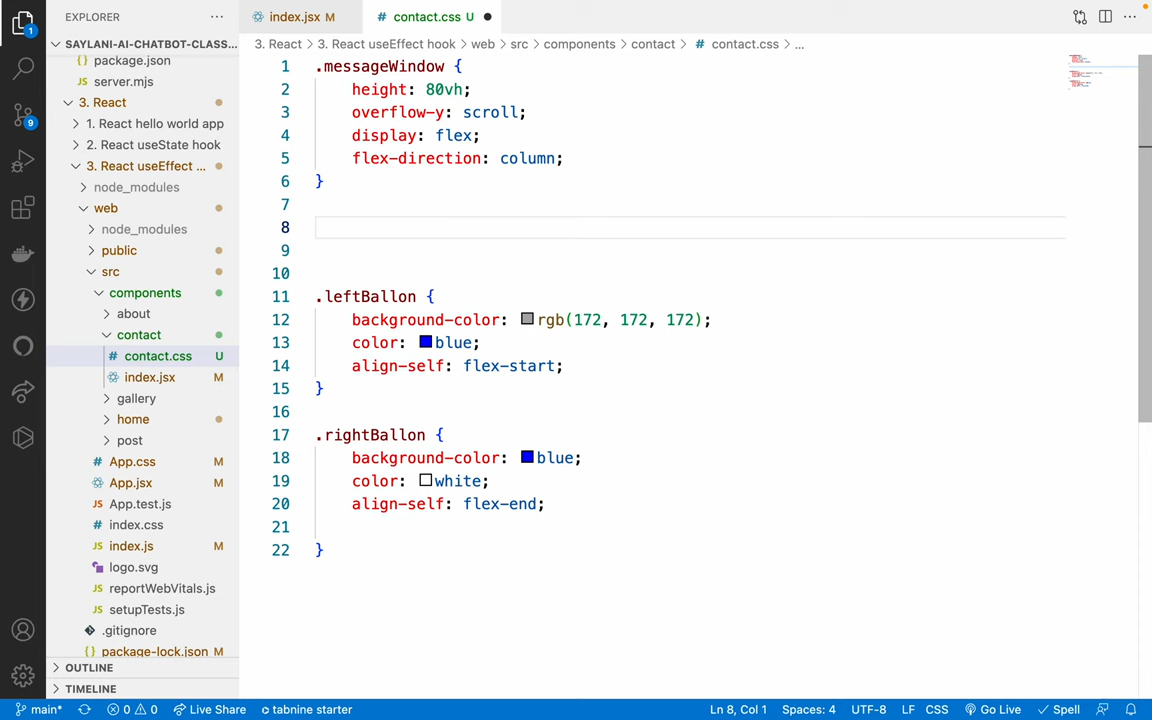 EXPLORER
index.jsx M
contact.css U
SAYLANI-AI-CHATBOT-CLASS...
3. React > 3. React useEffect hook > web > src > components > contact > # contact.css > ...
{} package.json
JS server.mjs
3. React
1. React hello world app
2. React useState hook
3. React useEffect ...
node_modules
web
node_modules
public
src
components
about
contact
# contact.css U
index.jsx M
gallery
home
post
# App.css M
App.jsx M
JS App.test.js
# index.css
JS index.js M
logo.svg
JS reportWebVitals.js
JS setupTests.js
.gitignore
{} package-lock.json M
OUTLINE
TIMELINE
1
9
1 .messageWindow {
2 height: 80vh;
3 overflow-y: scroll;
4 display: flex;
5 flex-direction: column;
6 }
7
8
9
10
11 .leftBallon {
12 background-color: rgb(172, 172, 172);
13 color: blue;
14 align-self: flex-start;
15 }
16
17 .rightBallon {
18 background-color: blue;
19 color: white;
20 align-self: flex-end;
21
22 }
main* 0 0 Live Share tabnine starter Ln 8, Col 1 Spaces: 4 UTF-8 LF CSS Go Live Spell